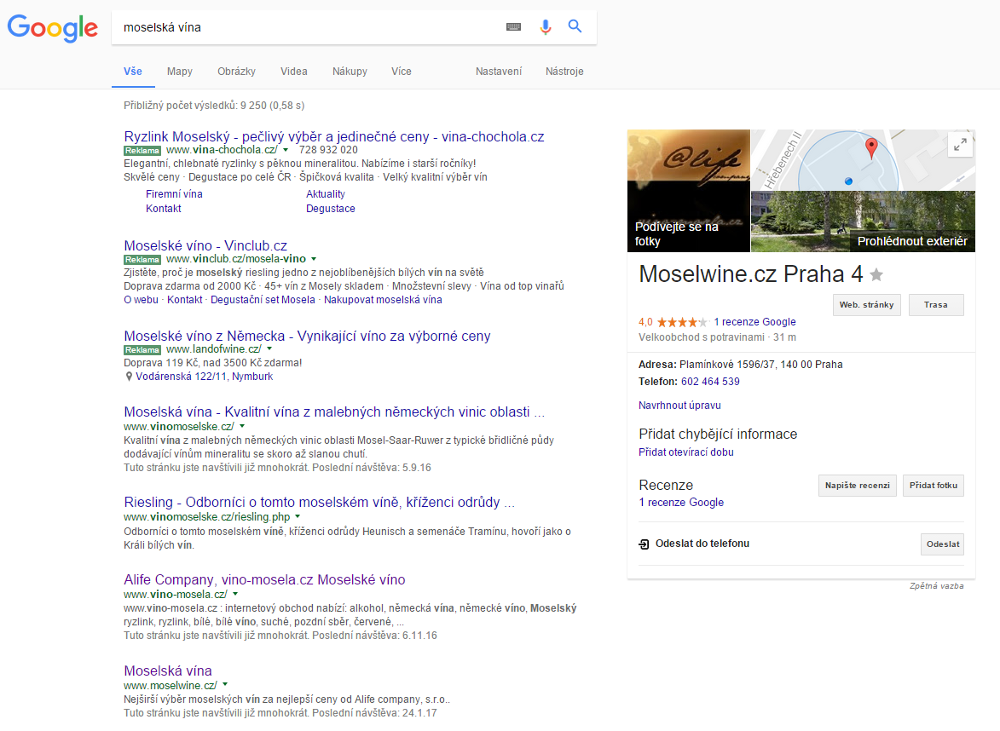 Google
moselská vína
Vše Mapy Obrázky Videa Nákupy Více Nastavení Nástroje
Přibližný počet výsledků: 9 250 (0,58 s)
Ryzlink Moselský - pečlivý výběr a jedinečné ceny - vina-chochola.cz
Reklama www.vina-chochola.cz/ 728 932 020
Elegantní, chlebnaté ryzlinky s pěknou mineralitou. Nabízíme i starší ročníky!
Skvělé ceny · Degustace po celé ČR · Špičková kvalita · Velký kvalitní výběr vín
Firemní vína Aktuality
Kontakt Degustace
Moselské víno - Vinclub.cz
Reklama www.vinclub.cz/mosela-vino
Zjistěte, proč je moselský riesling jedno z nejoblíbenějších bílých vín na světě
Doprava zdarma od 2000 Kč · 45+ vín z Mosely skladem · Množstevní slevy · Vína od top vinařů
O webu · Kontakt · Degustační set Mosela · Nakupovat moselská vína
Moselské víno z Německa - Vynikající víno za výborné ceny
Reklama www.landofwine.cz/
Doprava 119 Kč, nad 3500 Kč zdarma!
Vodárenská 122/11, Nymburk
Moselská vína - Kvalitní vína z malebných německých vinic oblasti ...
www.vinomoselske.cz/
Kvalitní vína z malebných německých vinic oblasti Mosel-Saar-Ruwer z typické břidličné půdy
dodávající vínům mineralitu se skoro až slanou chutí.
Tuto stránku jste navštívili již mnohokrát. Poslední návštěva: 5.9.16
Riesling - Odborníci o tomto moselském víně, kříženci odrůdy ...
www.vinomoselske.cz/riesling.php
Odborníci o tomto moselském víně, kříženci odrůdy Heunisch a semenáče Tramínu, hovoří jako o
Králi bílých vín.
Alife Company, vino-mosela.cz Moselské víno
www.vino-mosela.cz/
www.vino-mosela.cz : internetový obchod nabízí: alkohol, německá vína, německé víno, Moselský
ryzlink, ryzlink, bílé, bílé víno, suché, pozdní sběr, červené, ...
Tuto stránku jste navštívili již mnohokrát. Poslední návštěva: 6.11.16
Moselská vína
www.moselwine.cz/
Nejširší výběr moselských vín za nejlepší ceny od Alife company, s.r.o..
Tuto stránku jste navštívili již mnohokrát. Poslední návštěva: 24.1.17
@life
company
Hřebenech II
Podívejte se na
fotky
Prohlédnout exteriér
Moselwine.cz Praha 4
Web. stránky Trasa
4,0 1 recenze Google
Velkoobchod s potravinami · 31 m
Adresa: Plamínkové 1596/37, 140 00 Praha
Telefon: 602 464 539
Navrhnout úpravu
Přidat chybějící informace
Přidat otevírací dobu
Recenze Napište recenzi Přidat fotku
1 recenze Google
Odeslat do telefonu Odeslat
Zpětná vazba